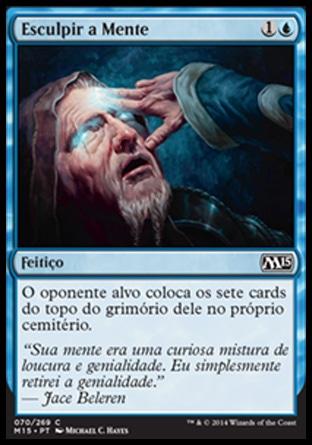 Esculpir a Mente 1
Feitiço M15
O oponente alvo coloca os sete cards
do topo do grimório dele no próprio
cemitério.
"Sua mente era uma curiosa mistura de
loucura e genialidade. Eu simplesmente
retirei a genialidade."
— Jace Beleren
070/269 C
M15 • PT MICHAEL C. HAYES ™ & © 2014 Wizards of the Coast